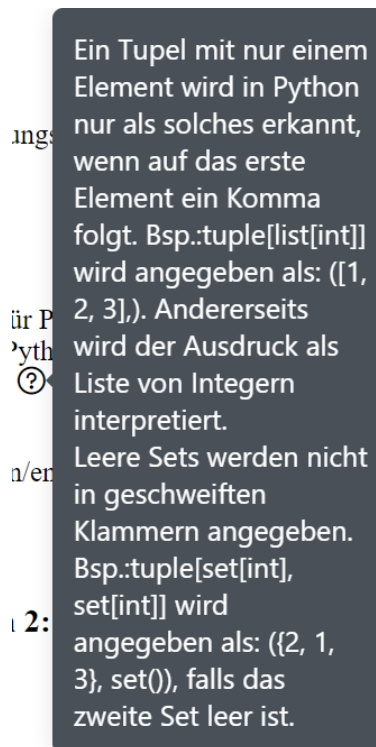 Ein Tupel mit nur einem
Element wird in Python
nur als solches erkannt,
wenn auf das erste
Element ein Komma
folgt. Bsp.:tuple[list[int]]
wird angegeben als: ([1,
2, 3],). Andererseits
wird der Ausdruck als
Liste von Integern
interpretiert.
Leere Sets werden nicht
in geschweiften
Klammern angegeben.
Bsp.:tuple[set[int],
set[int]] wird
angegeben als: ({2, 1,
3}, set()), falls das
zweite Set leer ist.
2: